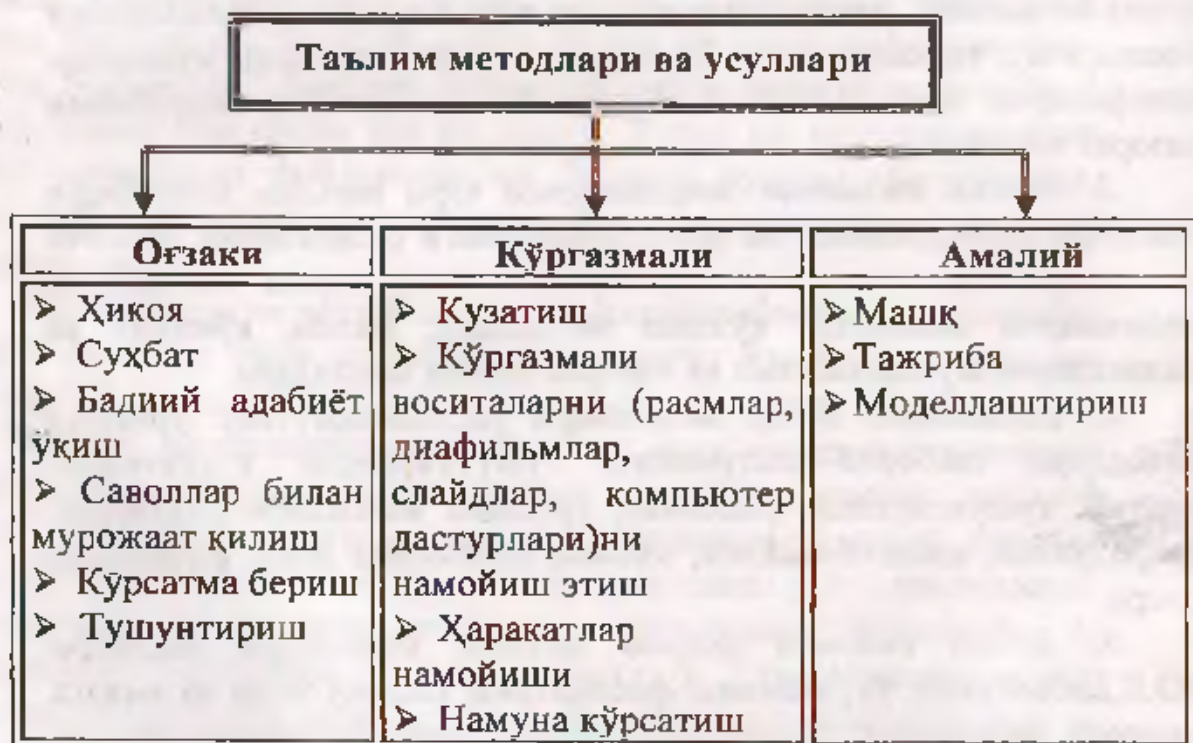 Таълим методлари ва усуллари
Оғзаки
➢ Ҳикоя
➢ Суҳбат
➢ Бадиий адабиёт
ўқиш
➢ Саволлар билан
мурожаат қилиш
➢ Кўрсатма бериш
➢ Тушунтириш
Кўргазмали
➢ Кузатиш
➢ Кўргазмали
воситаларни (расмлар,
диафильмлар,
слайдлар, компьютер
дастурлари)ни
намойиш этиш
➢ Ҳаракатлар
намойиши
➢ Намуна кўрсатиш
Амалий
➢ Машқ
➢ Тажриба
➢ Моделлаштириш